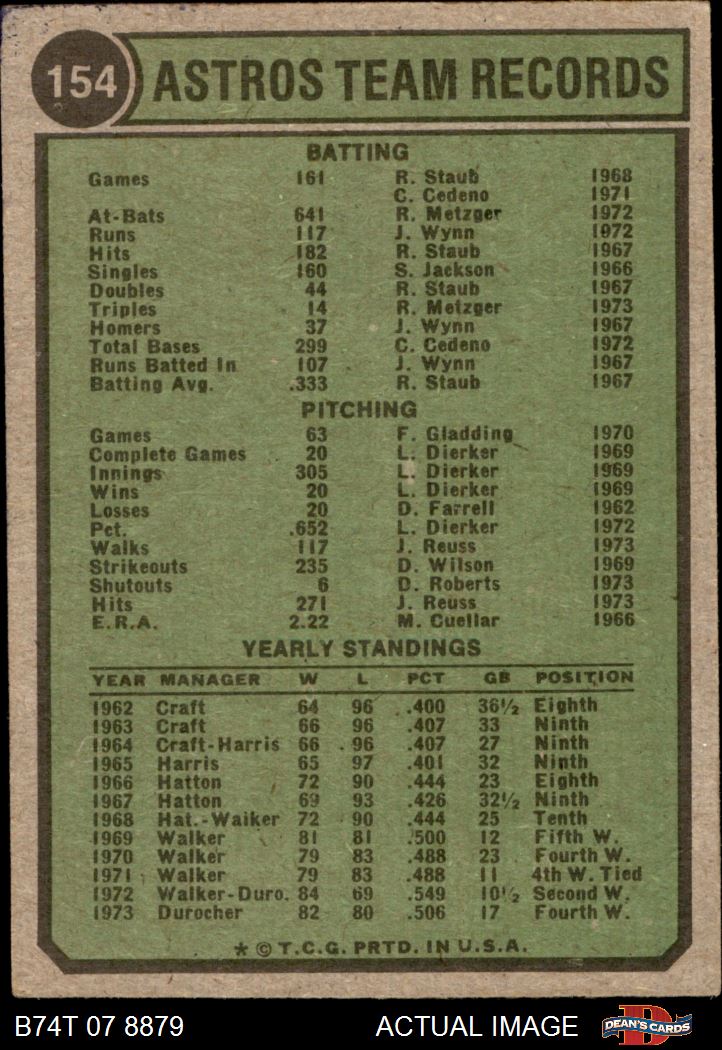 154 ASTROS TEAM RECORDS
BATTING
Games 161 R. Staub 1968
C. Cedeno 1971
At-Bats 641 R. Metzger 1972
Runs 117 J. Wynn 1972
Hits 182 R. Staub 1967
Singles 160 S. Jackson 1966
Doubles 44 R. Staub 1967
Triples 14 R. Metzger 1973
Homers 37 J. Wynn 1967
Total Bases 299 C. Cedeno 1972
Runs Batted In 107 J. Wynn 1967
Batting Avg. .333 R. Staub 1967
PITCHING
Games 63 F. Gladding 1970
Complete Games 20 L. Dierker 1969
Innings 305 L. Dierker 1969
Wins 20 L. Dierker 1969
Losses 20 D. Farrell 1962
Pct. .652 L. Dierker 1972
Walks 117 J. Reuss 1973
Strikeouts 235 D. Wilson 1969
Shutouts 6 D. Roberts 1973
Hits 271 J. Reuss 1973
E.R.A. 2.22 M. Cuellar 1966
YEARLY STANDINGS
YEAR MANAGER W L PCT GB POSITION
1962 Craft 64 96 .400 36½ Eighth
1963 Craft 66 96 .407 33 Ninth
1964 Craft-Harris 66 96 .407 27 Ninth
1965 Harris 65 97 .401 32 Ninth
1966 Hatton 72 90 .444 23 Eighth
1967 Hatton 69 93 .426 32½ Ninth
1968 Hat.-Walker 72 90 .444 25 Tenth
1969 Walker 81 81 .500 12 Fifth W.
1970 Walker 79 83 .488 23 Fourth W.
1971 Walker 79 83 .488 11 4th W. Tied
1972 Walker-Duro. 84 69 .549 10½ Second W.
1973 Durocher 82 80 .506 17 Fourth W.
* © T.C.G. PRTD. IN U.S.A.
B74T 07 8879 ACTUAL IMAGE DEAN'S CARDS